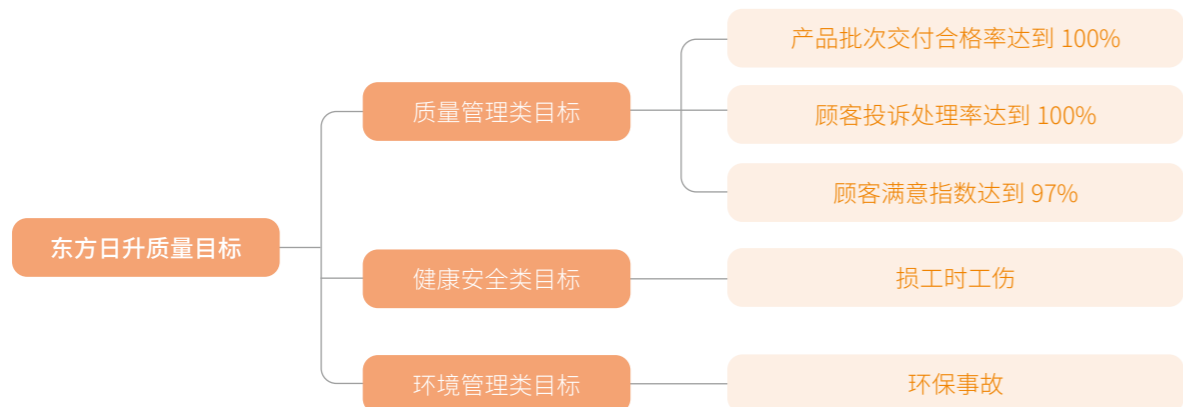 东方日升质量目标
质量管理类目标
产品批次交付合格率达到 100%
顾客投诉处理率达到 100%
顾客满意指数达到 97%
健康安全类目标
损工时工伤
环境管理类目标
环保事故